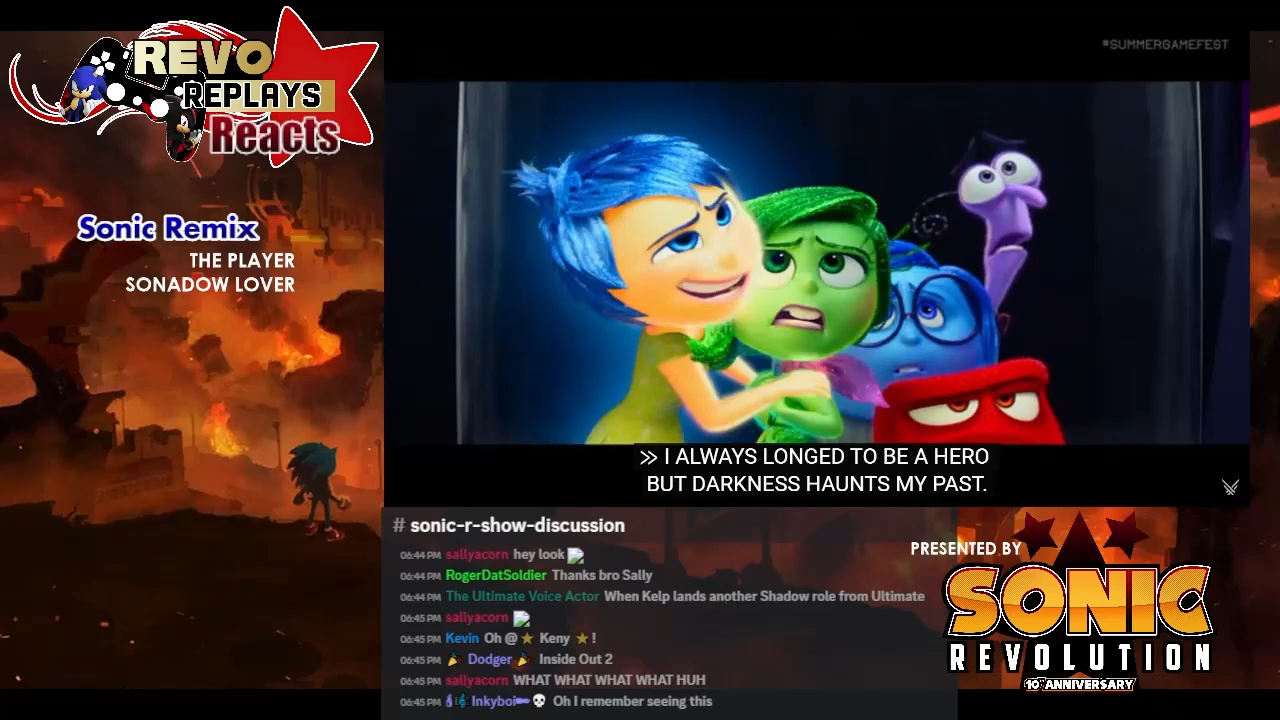 REVO
REPLAYS
Reacts
#SUMMERGAMEFEST
Sonic Remix
THE PLAYER
SONADOW LOVER
>> I ALWAYS LONGED TO BE A HERO
BUT DARKNESS HAUNTS MY PAST.
# sonic-r-show-discussion
06:44 PM sallyacorn hey look
06:44 PM RogerDatSoldier Thanks bro Sally
06:44 PM The Ultimate Voice Actor When Kelp lands another Shadow role from Ultimate
06:45 PM sallyacorn
06:45 PM Kevin Oh @⭐ Keny ⭐ !
06:45 PM 🎉 Dodger 🎉 Inside Out 2
06:45 PM sallyacorn WHAT WHAT WHAT WHAT HUH
06:45 PM Inkyboi Oh I remember seeing this
PRESENTED BY
SONIC
REVOLUTION
10TH ANNIVERSARY